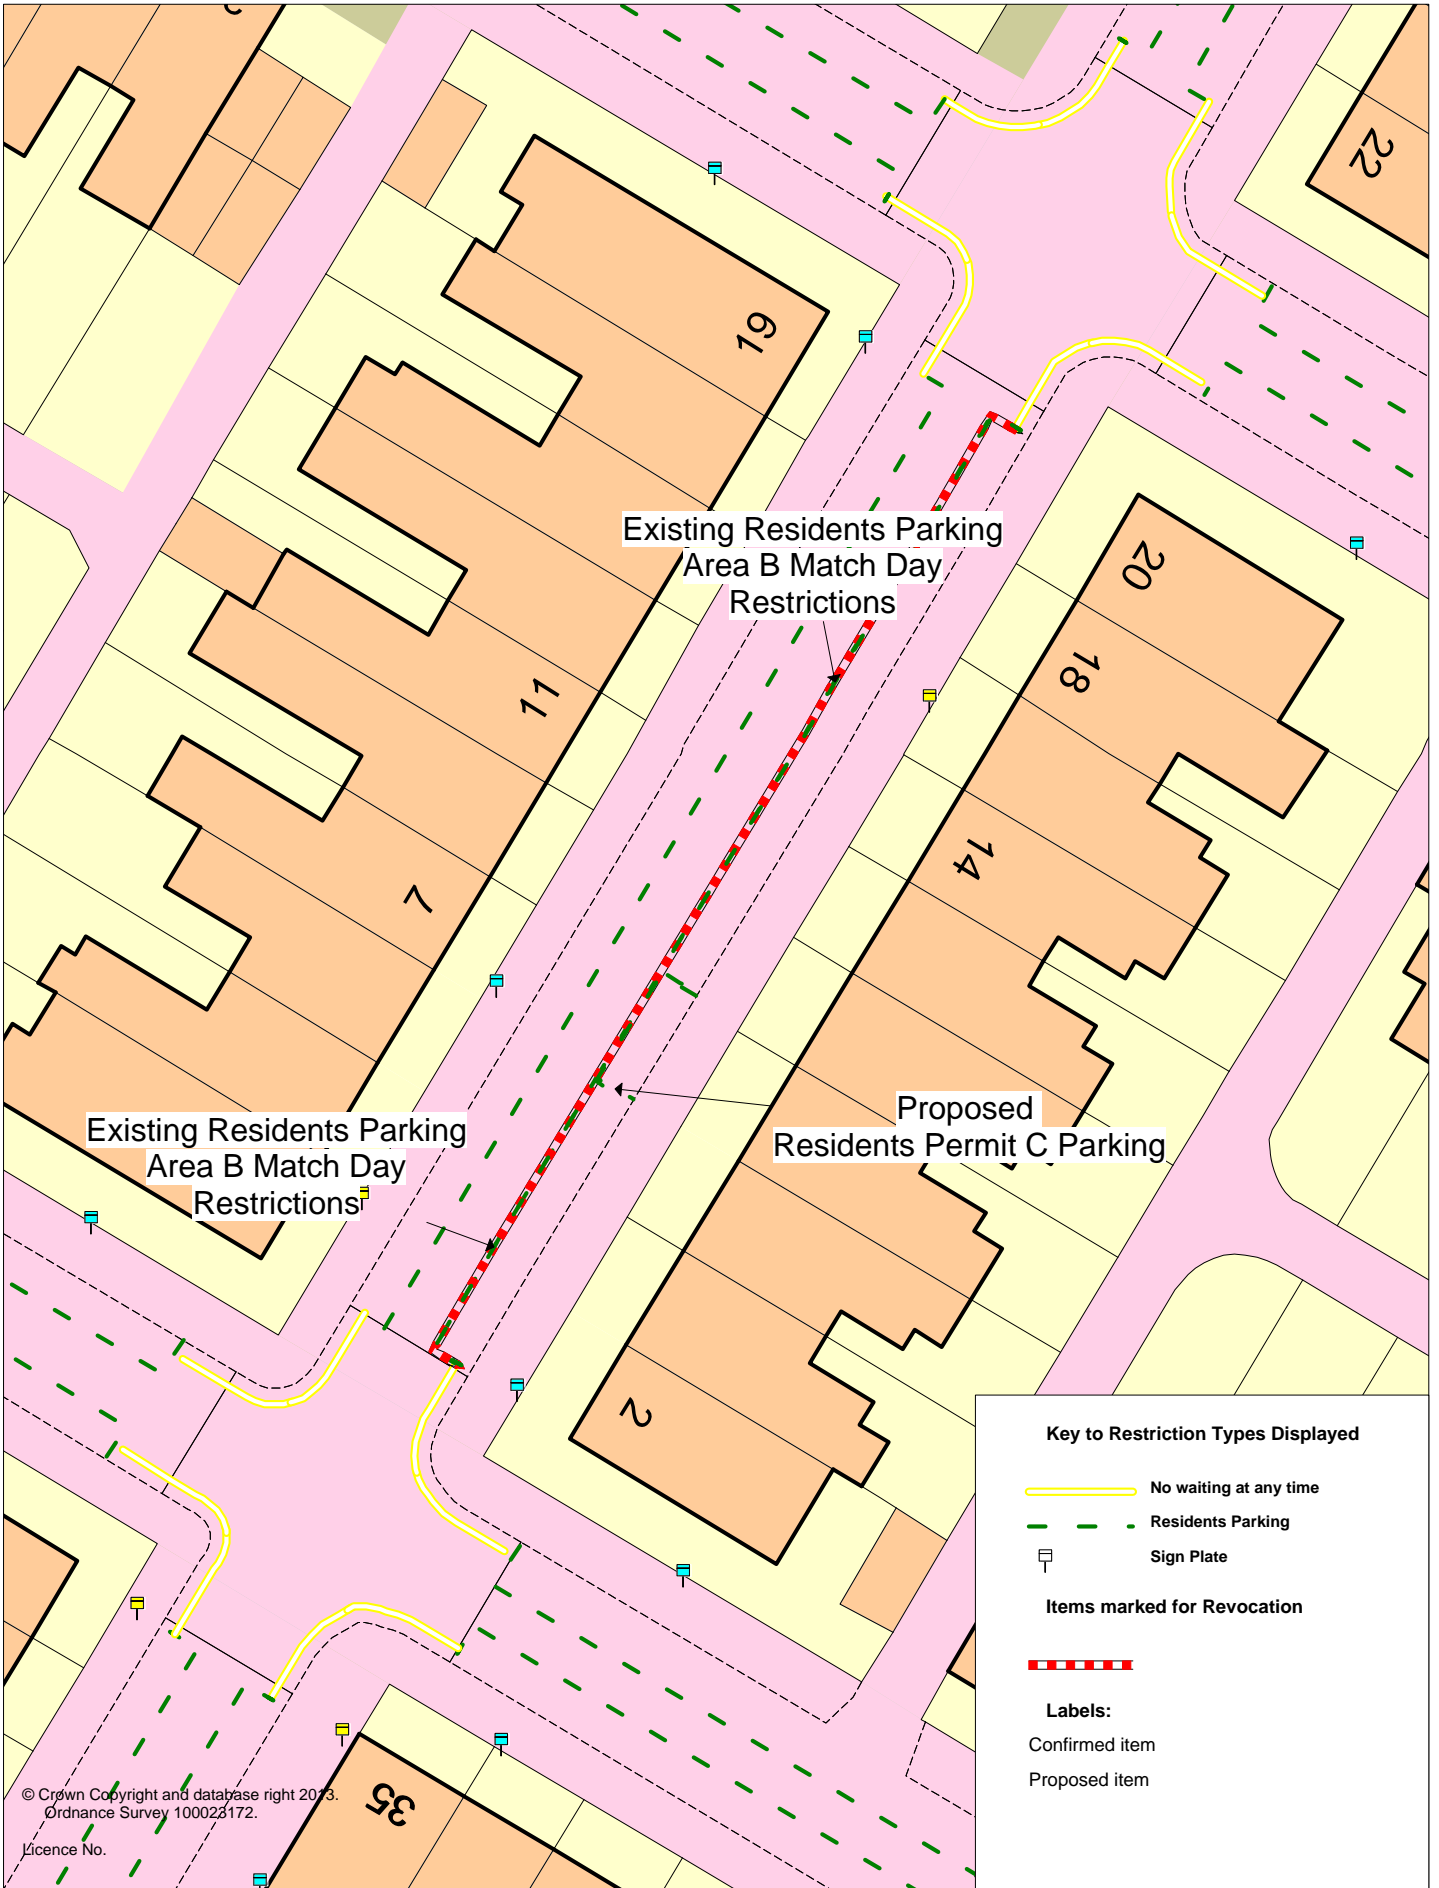 22
19
Existing Residents Parking
Area B Match Day
Restrictions
20
18
11
14
7
Proposed
Residents Permit C Parking
Existing Residents Parking
Area B Match Day
Restrictions
2
35
Key to Restriction Types Displayed
No waiting at any time
Residents Parking
Sign Plate
Items marked for Revocation
Labels:
Confirmed item
Proposed item
© Crown Copyright and database right 2013.
Ordnance Survey 100023172.
Licence No.